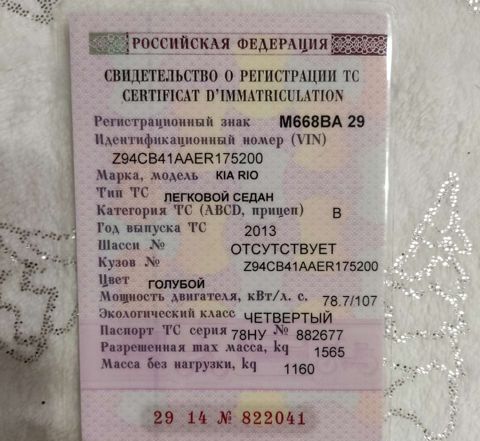 РОССИЙСКАЯ ФЕДЕРАЦИЯ
СВИДЕТЕЛЬСТВО О РЕГИСТРАЦИИ ТС
CERTIFICAT D'IMMATRICULATION
Регистрационный знак М668ВА 29
Идентификационный номер (VIN)
Z94CB41AAER175200
Марка, модель KIA RIO
Тип ТС ЛЕГКОВОЙ СЕДАН
Категория ТС (ABCD, прицеп) B
Год выпуска ТС 2013
Шасси № ОТСУТСТВУЕТ
Кузов № Z94CB41AAER175200
Цвет ГОЛУБОЙ
Мощность двигателя, кВт/л. с. 78.7/107
Экологический класс ЧЕТВЕРТЫЙ
Паспорт ТС серия 78НУ № 882677
Разрешенная max масса, kg 1565
Масса без нагрузки, kg 1160
29 14 № 822041